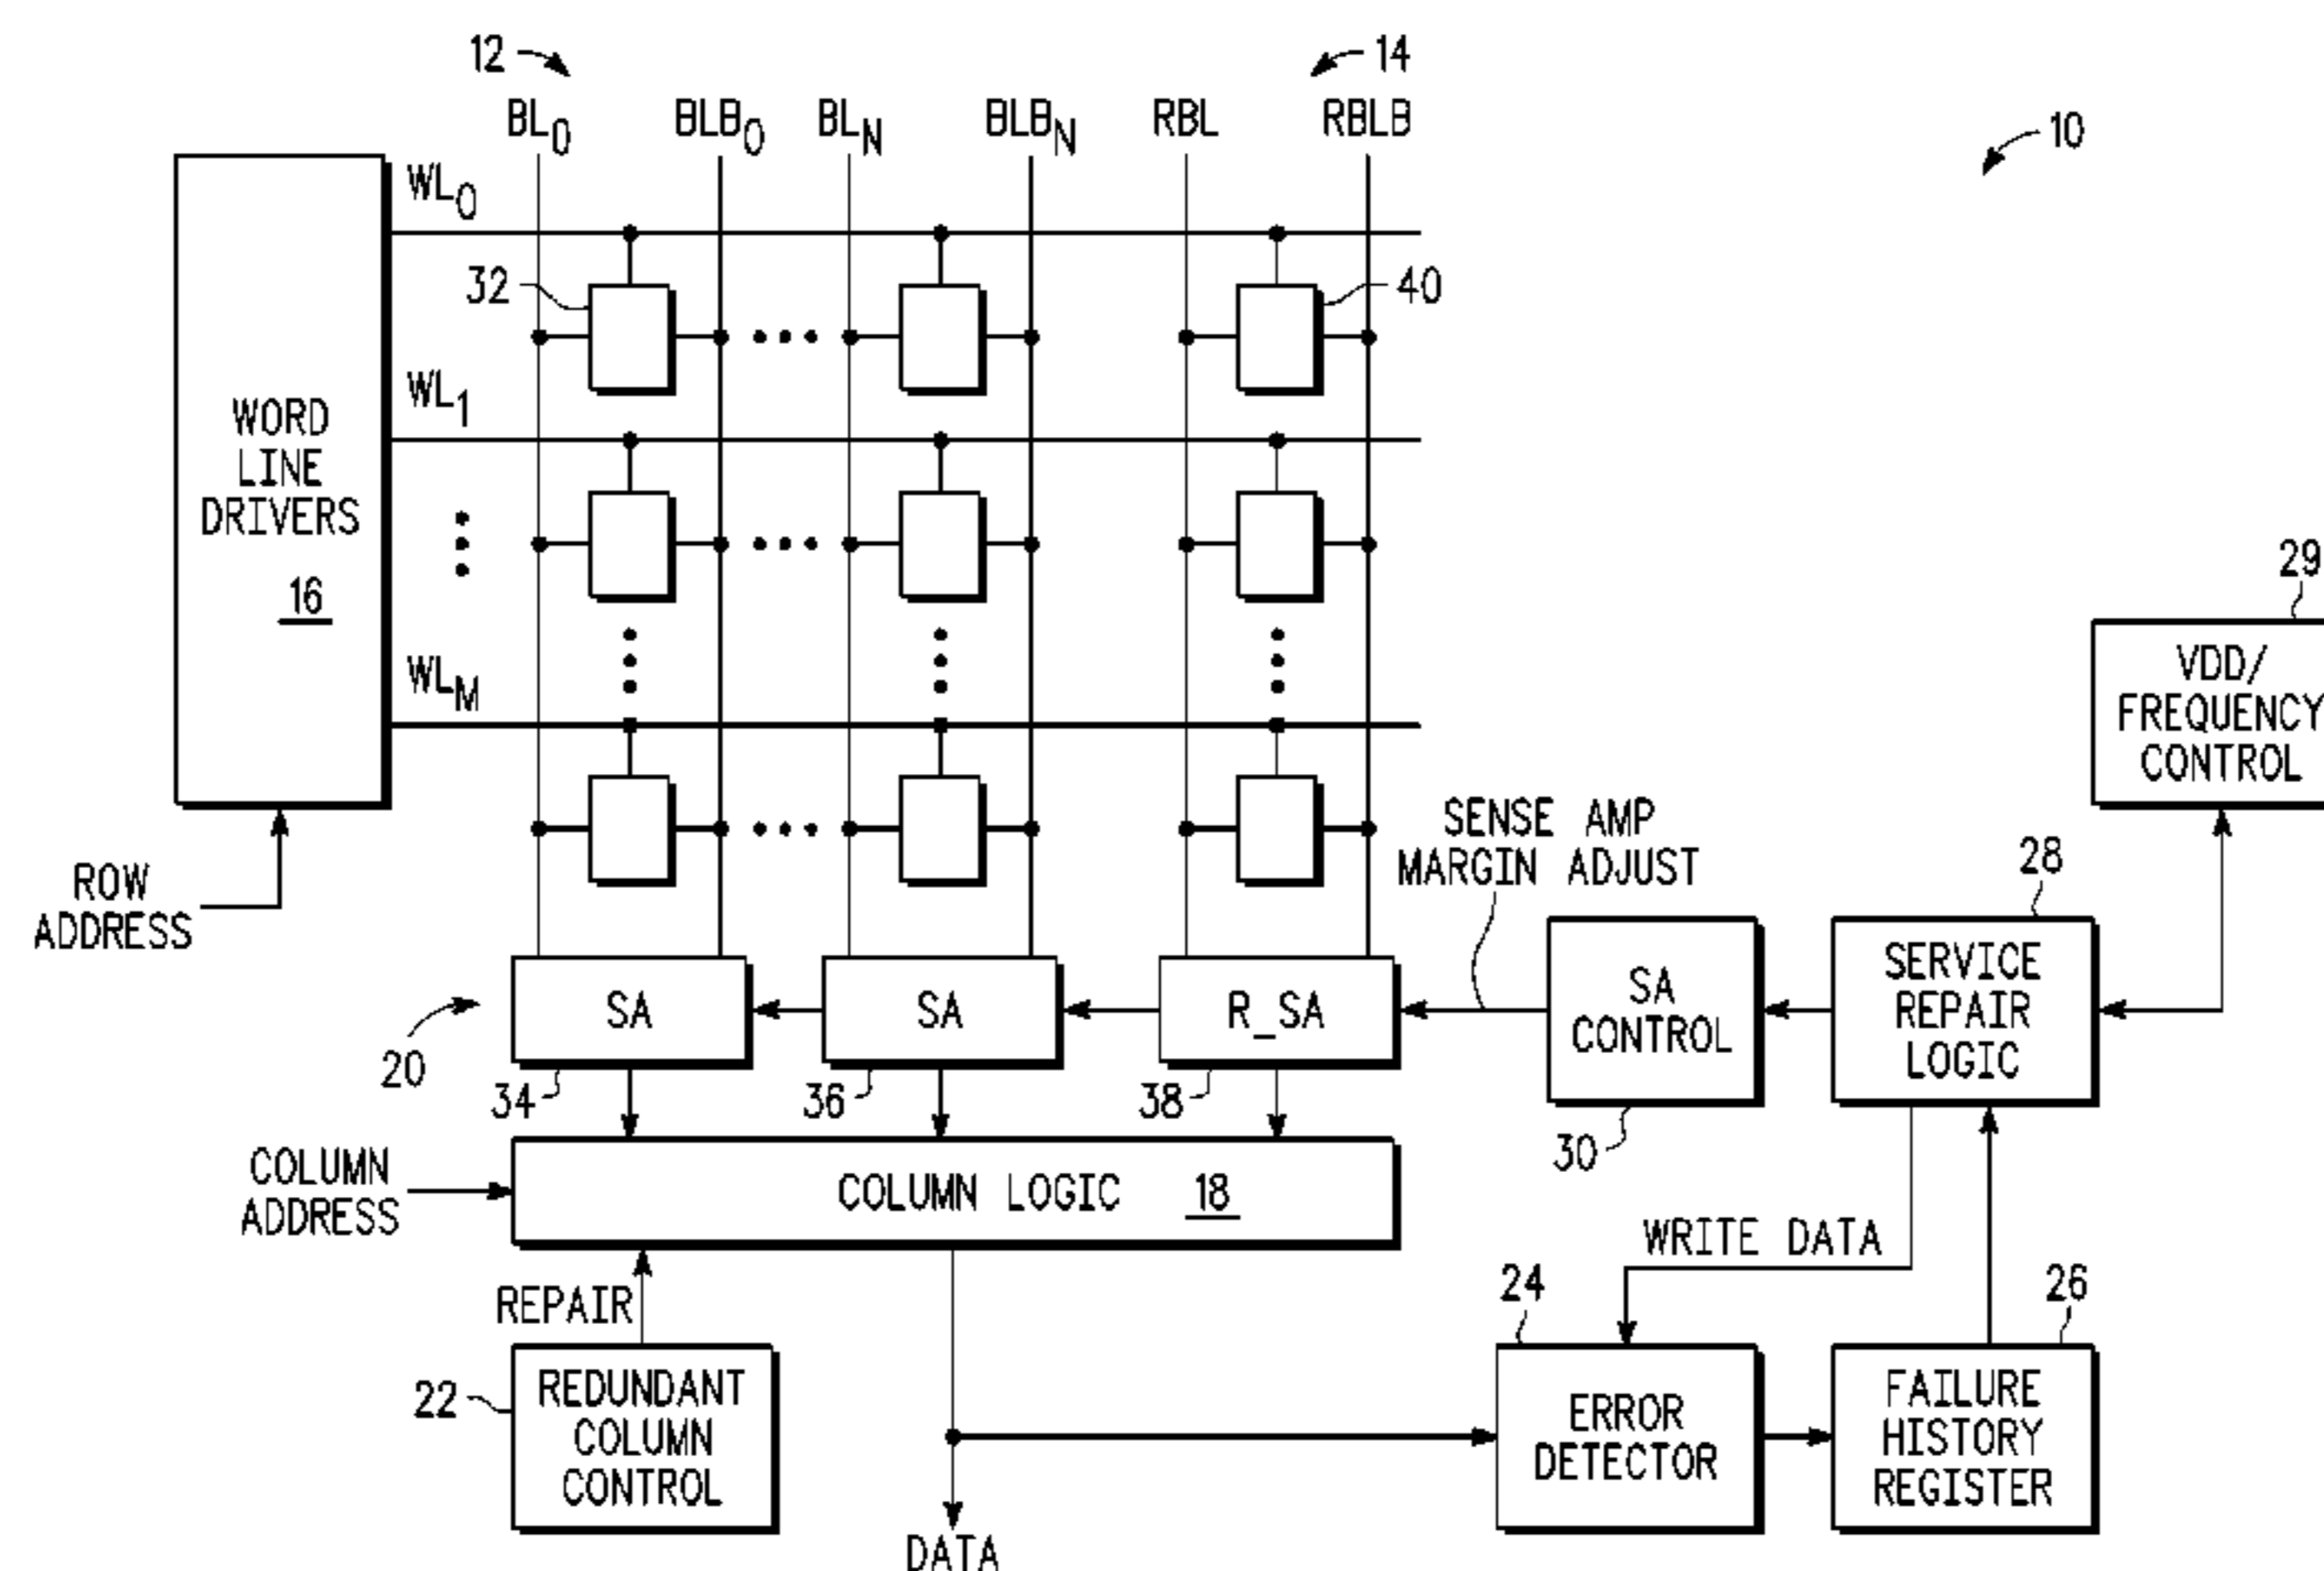 12
14
BL0 BLB0 BLN BLBN RBL RBLB
10
WL0
32
40
WL1
WORD
LINE
DRIVERS
16
29
WLM
VDD/
FREQUENCY
CONTROL
SENSE AMP
MARGIN ADJUST
28
ROW
ADDRESS
SA
CONTROL
SERVICE
REPAIR
LOGIC
SA SA R_SA
20
34 36 38
30
COLUMN
ADDRESS
COLUMN LOGIC 18
WRITE DATA
REPAIR
24
26
22
REDUNDANT
COLUMN
CONTROL
ERROR
DETECTOR
FAILURE
HISTORY
REGISTER
DATA